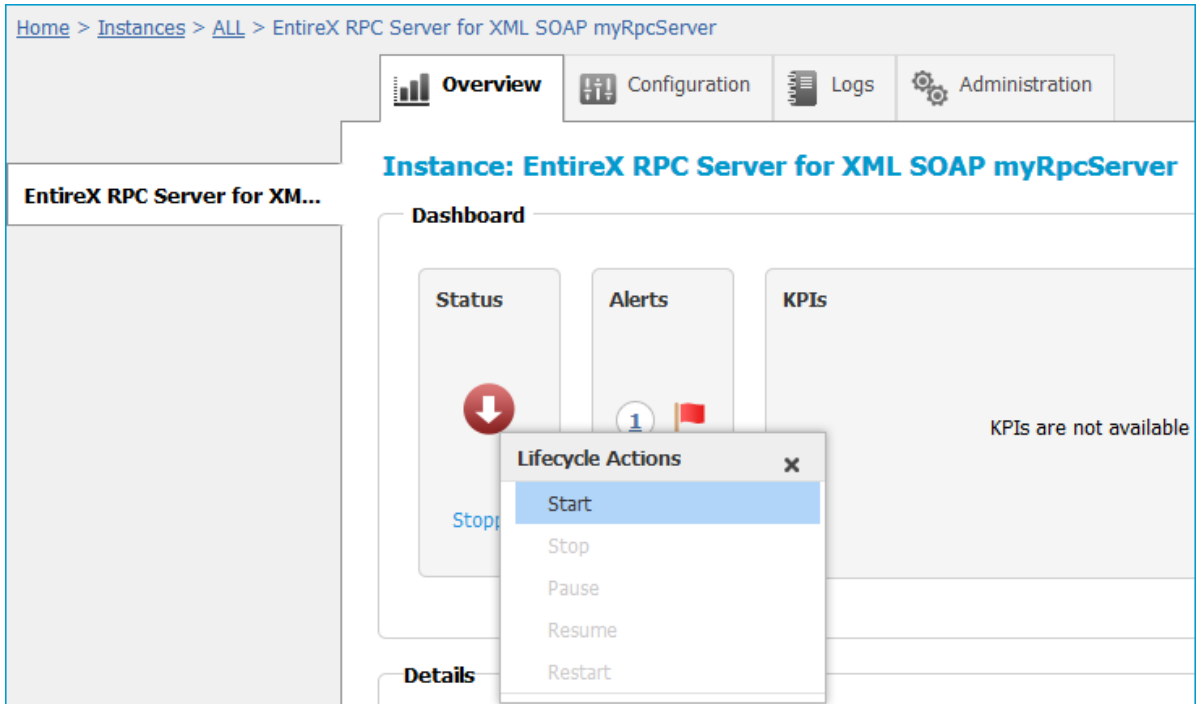 Home > Instances > ALL > EntireX RPC Server for XML SOAP myRpcServer
Overview
Configuration
Logs
Administration
EntireX RPC Server for XM...
Instance: EntireX RPC Server for XML SOAP myRpcServer
Dashboard
Status
Alerts
KPIs
1
KPIs are not available
Stopp
Lifecycle Actions
Start
Stop
Pause
Resume
Restart
Details